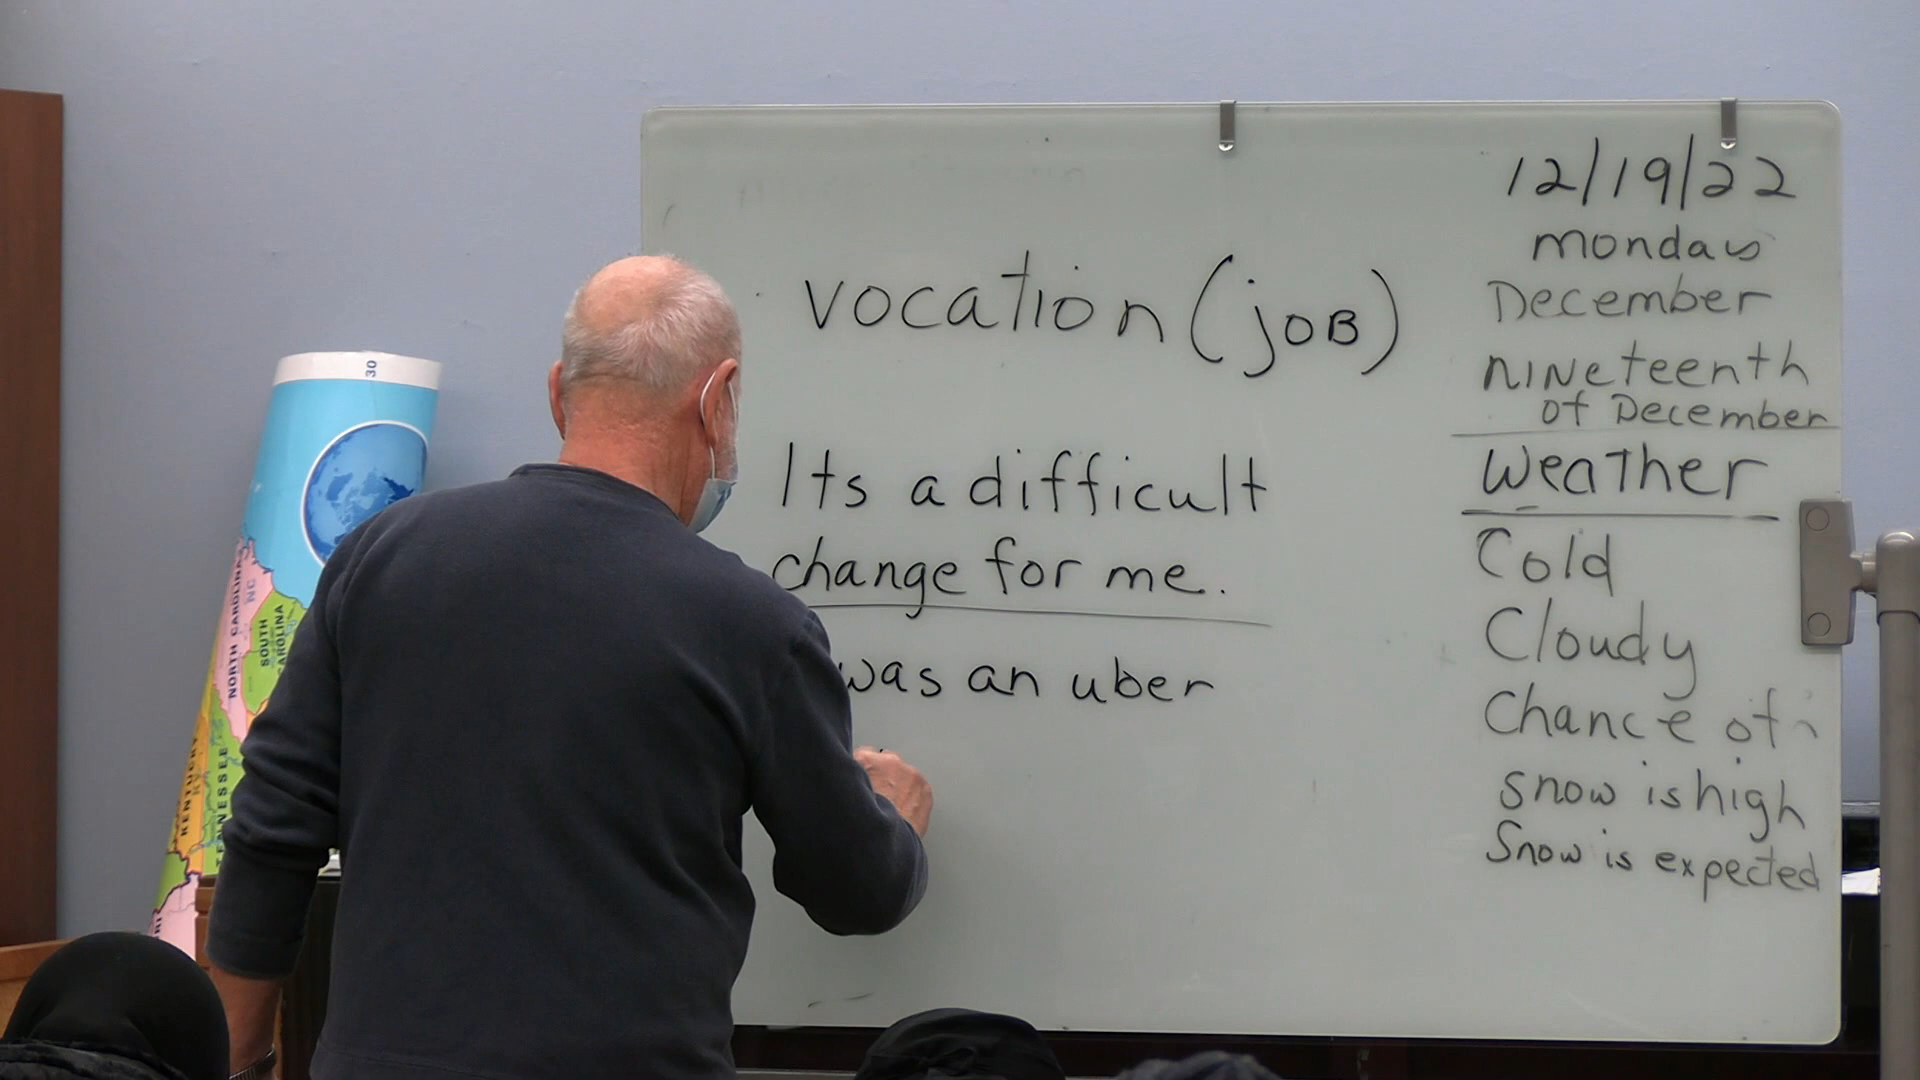 vocation (joB)
Its a difficult
change for me.
was an uber
12/19/22
monday
December
nineteenth
of December
Weather
Cold
Cloudy
Chance of
snow is high
Snow is expected
30
NORTH CAROLINA
NC
SOUTH
CAROLINA
KENTUCKY
KY
TENNESSEE